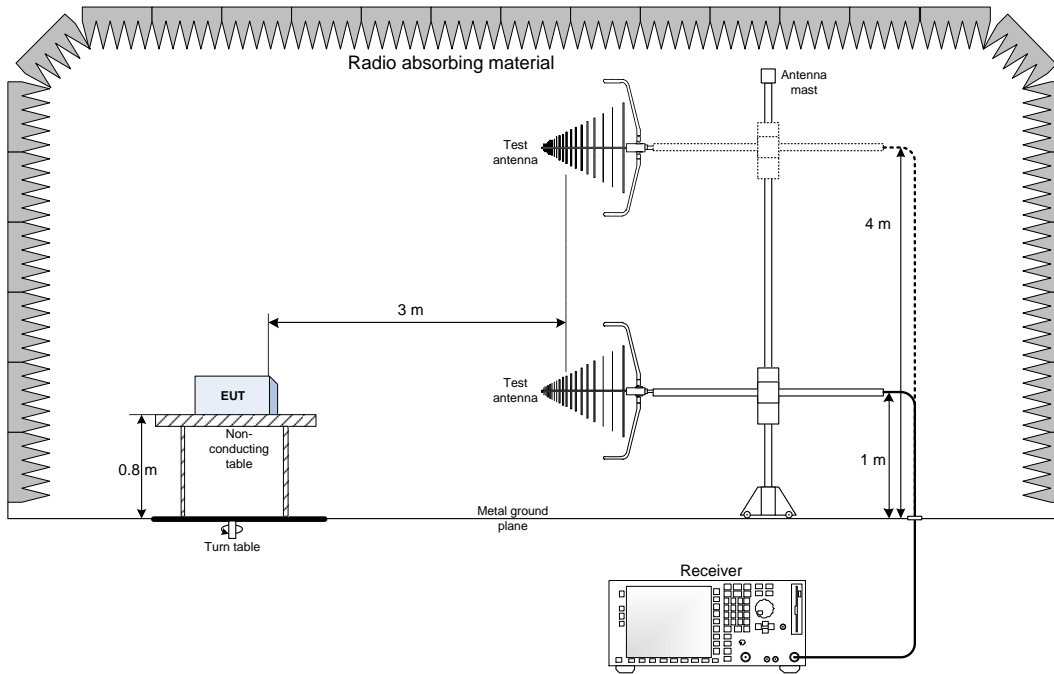 Radio absorbing material
Antenna
mast
Test
antenna
4 m
3 m
EUT
Test
antenna
Non-
conducting
table
0.8 m
1 m
Metal ground
plane
Turn table
Receiver